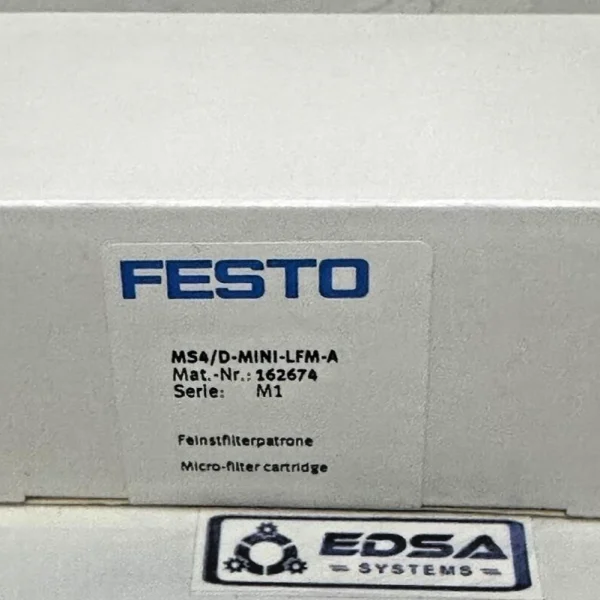 FESTO
MS4/D-MINI-LFM-A
Mat.-Nr.: 162674
Serie: M1
Feinstfilterpatrone
Micro-filter cartridge
EDSA
SYSTEMS